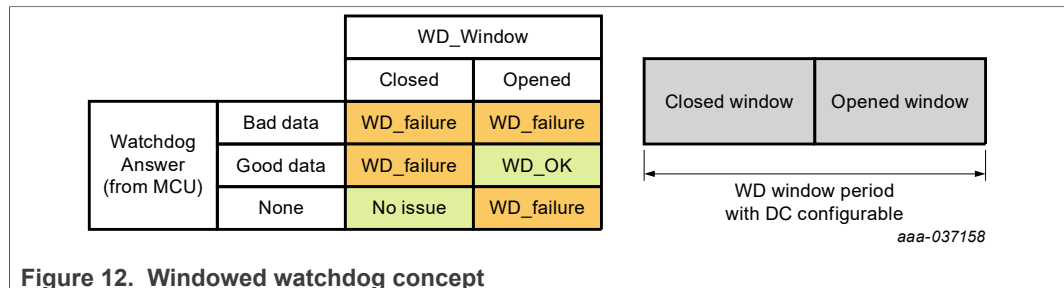 WD_Window
Closed Opened
Watchdog Answer (from MCU)
Bad data WD_failure WD_failure
Good data WD_failure WD_OK
None No issue WD_failure
Closed window Opened window
WD window period
with DC configurable
aaa-037158
Figure 12. Windowed watchdog concept